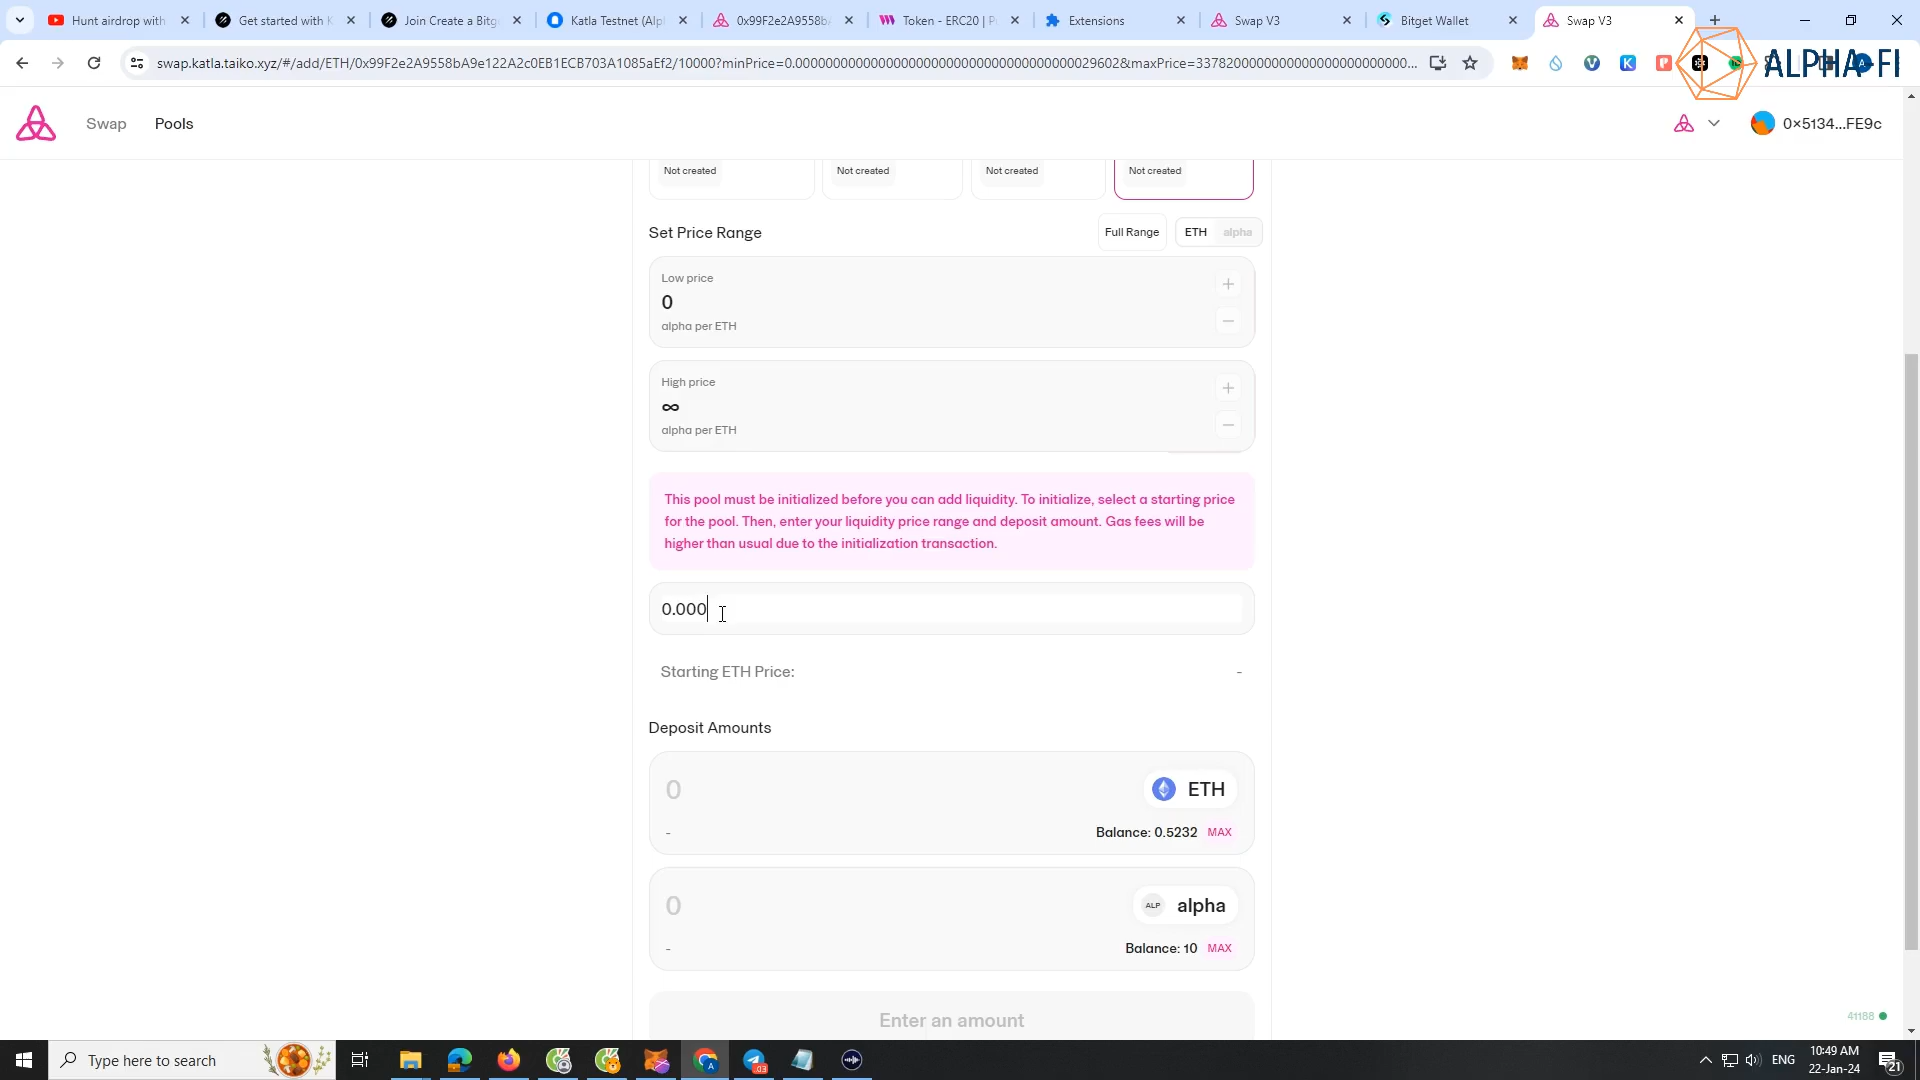 Hunt airdrop with
Get started with K
Join Create a Bitg
Katla Testnet (Alp
0x99F2e2A9558b
Token - ERC20 | P
Extensions
Swap V3
Bitget Wallet
Swap V3
swap.katla.taiko.xyz/#/add/ETH/0x99F2e2A9558bA9e122A2c0EB1ECB703A1085aEf2/10000?minPrice=0.00000000000000000000000000000000000000029602&maxPrice=3378200000000000000000000000...
ALPHA FI
Swap
Pools
0×5134...FE9c
Not created
Not created
Not created
Not created
Set Price Range
Full Range
ETH
alpha
Low price
0
alpha per ETH
High price
∞
alpha per ETH
This pool must be initialized before you can add liquidity. To initialize, select a starting price
for the pool. Then, enter your liquidity price range and deposit amount. Gas fees will be
higher than usual due to the initialization transaction.
0.000
Starting ETH Price:
-
Deposit Amounts
0
ETH
-
Balance: 0.5232 MAX
0
ALP
alpha
-
Balance: 10 MAX
Enter an amount
41188
Type here to search
ENG
10:49 AM
22-Jan-24
21